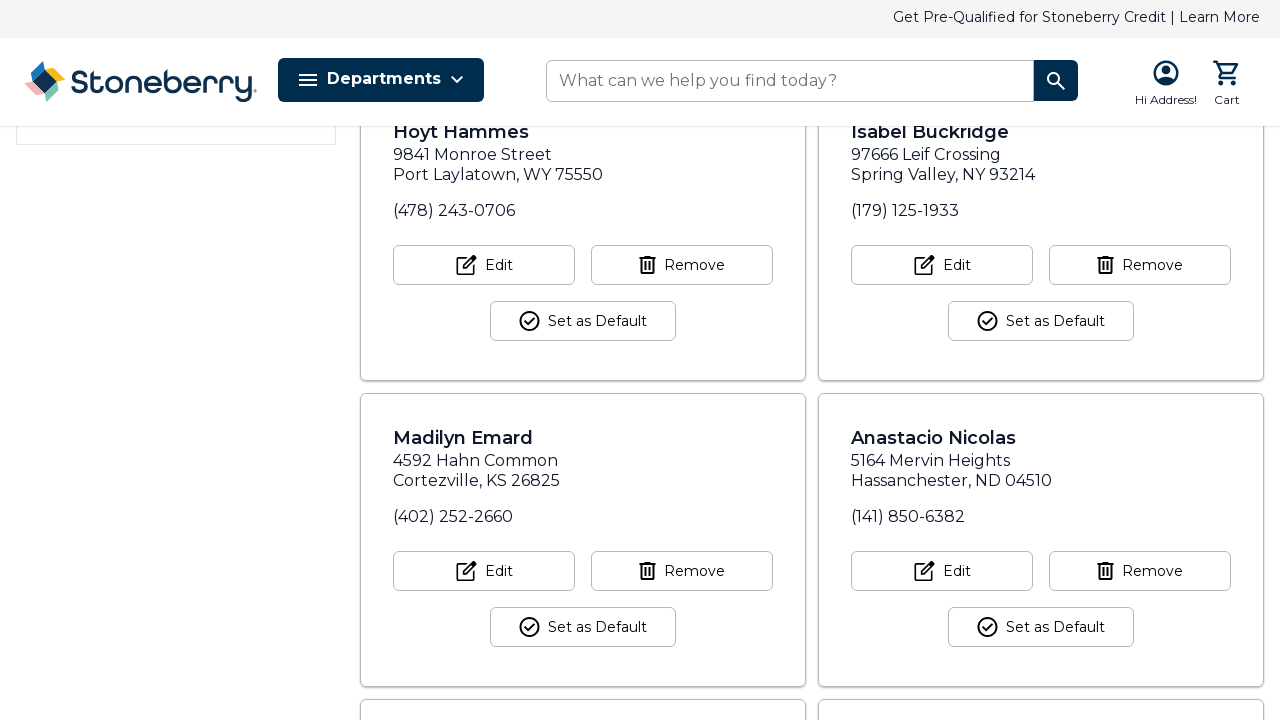 Get Pre-Qualified for Stoneberry Credit | Learn More
Stoneberry
Departments
What can we help you find today?
Hi Address!
Cart
Hoyt Hammes
9841 Monroe Street
Port Laylatown, WY 75550
(478) 243-0706
Edit
Remove
Set as Default
Isabel Buckridge
97666 Leif Crossing
Spring Valley, NY 93214
(179) 125-1933
Edit
Remove
Set as Default
Madilyn Emard
4592 Hahn Common
Cortezville, KS 26825
(402) 252-2660
Edit
Remove
Set as Default
Anastacio Nicolas
5164 Mervin Heights
Hassanchester, ND 04510
(141) 850-6382
Edit
Remove
Set as Default